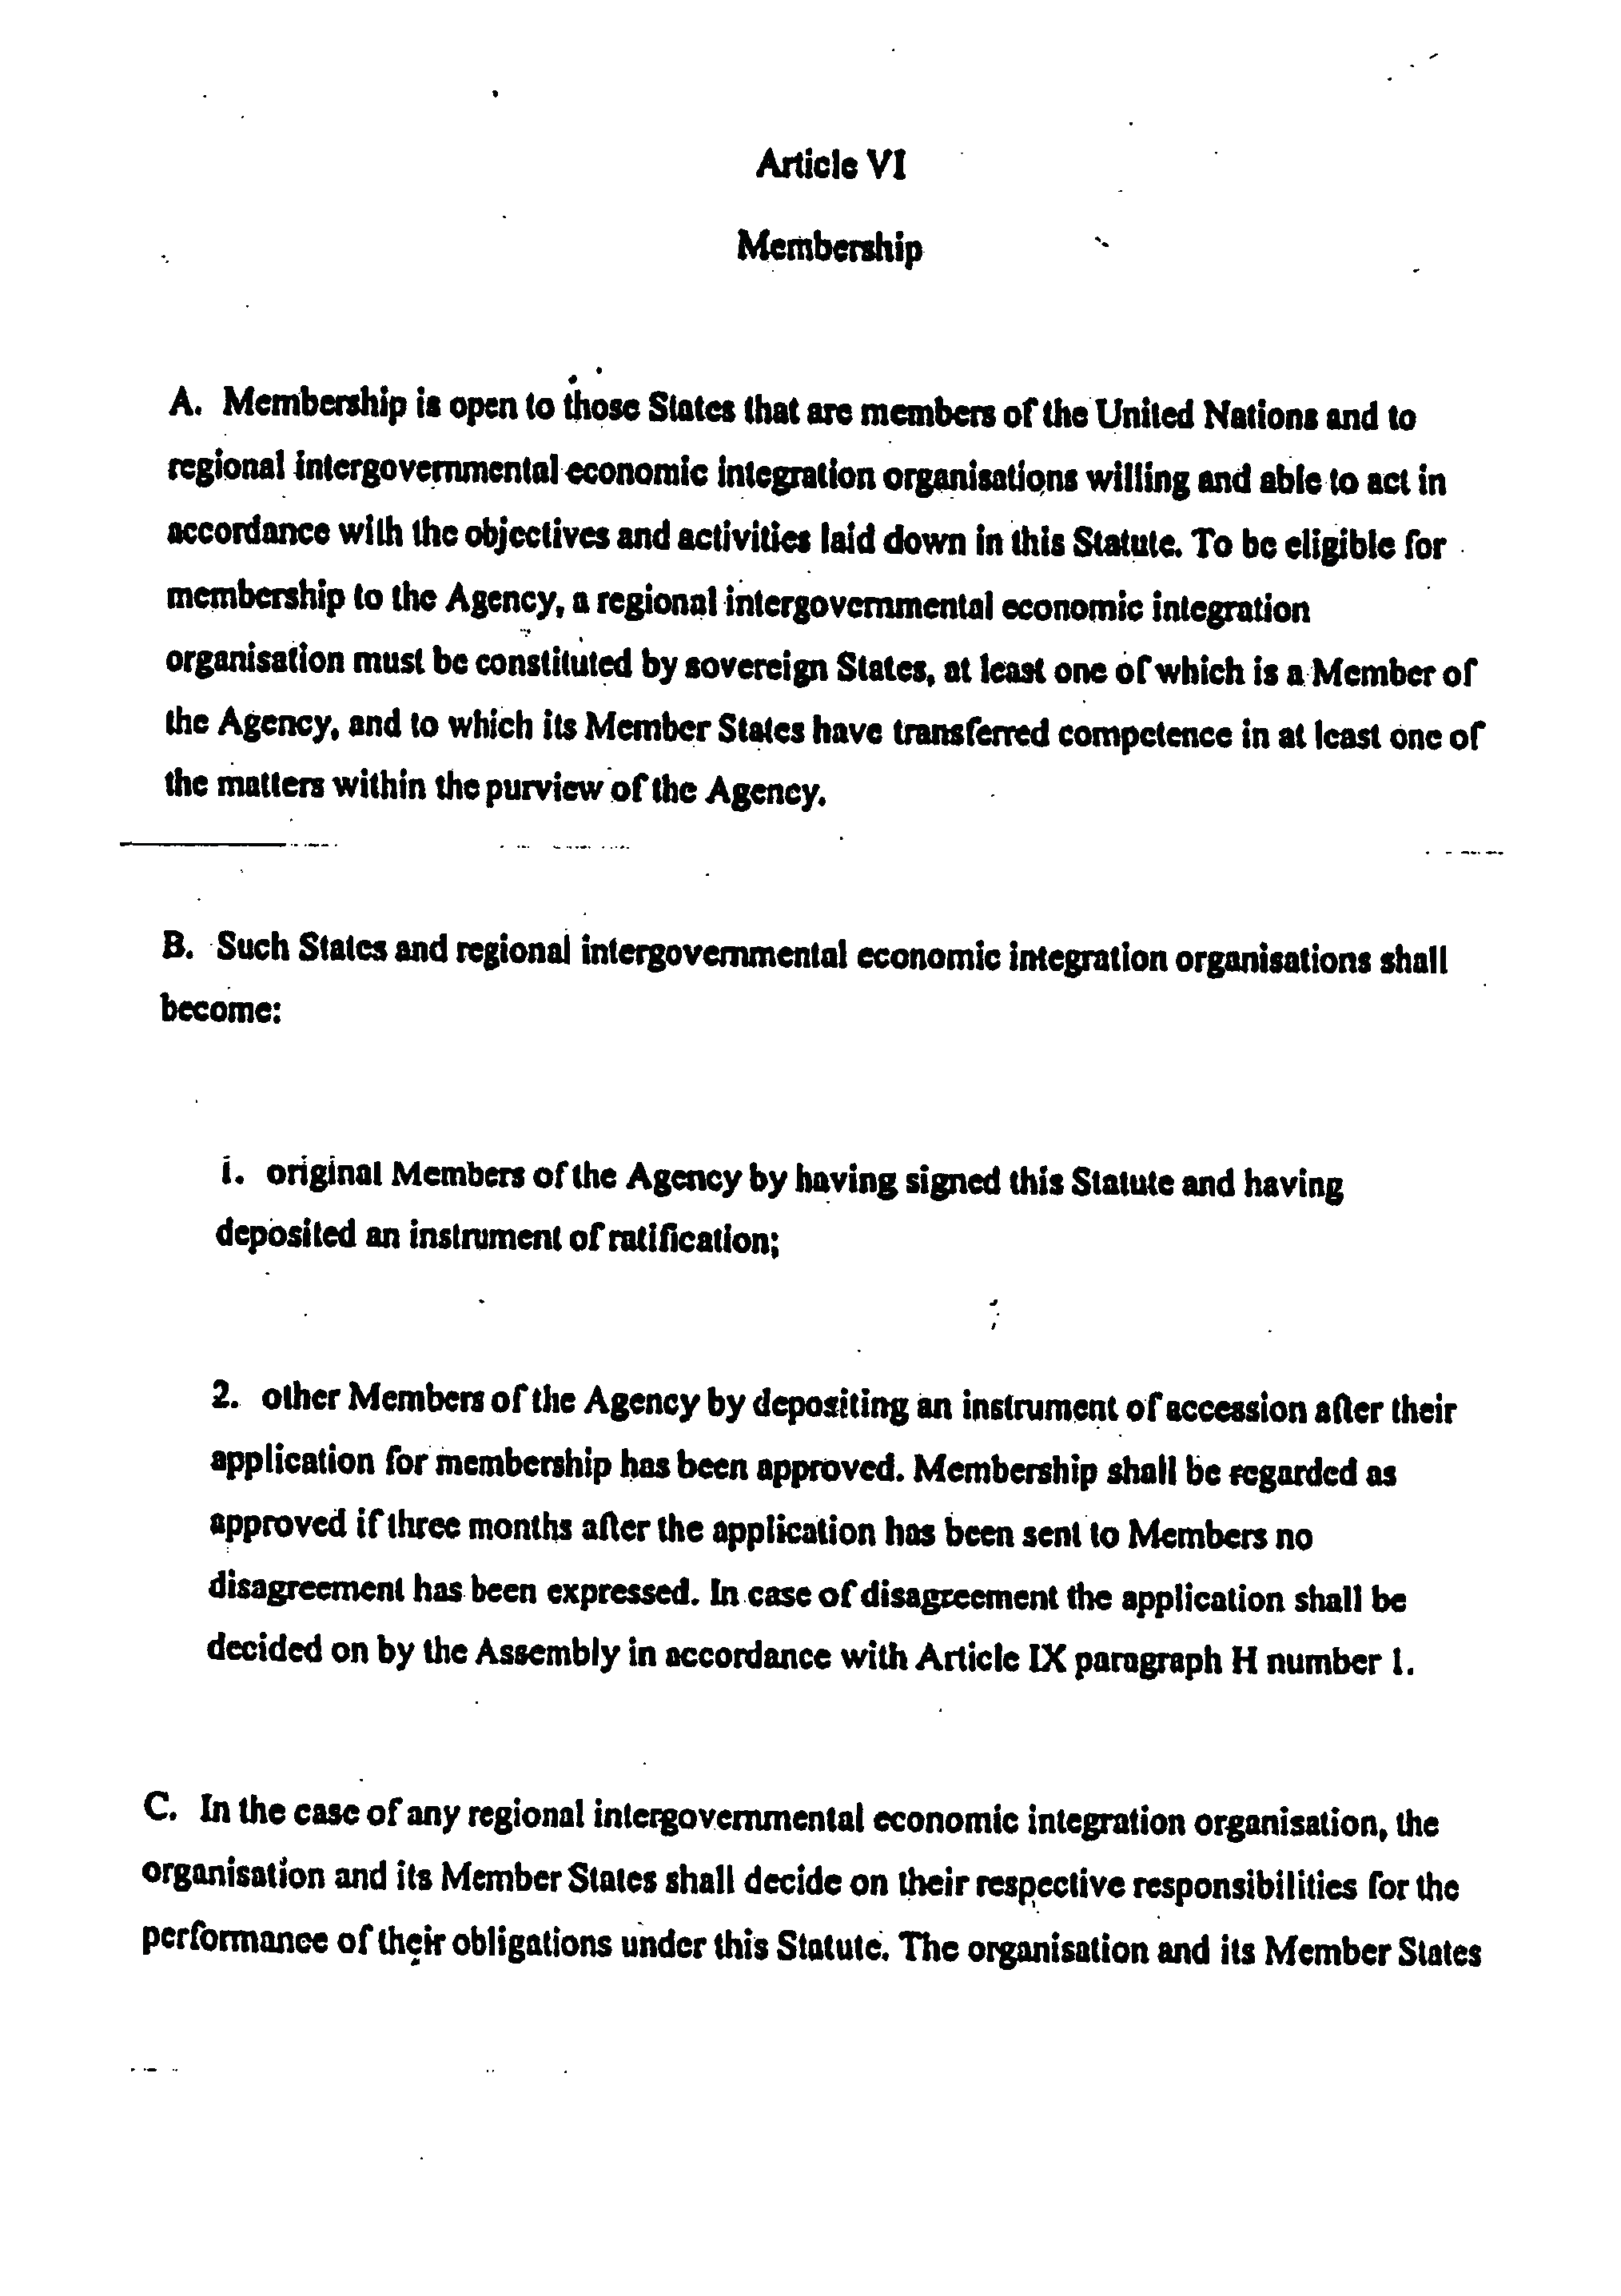 Article VI
Membership
A. Membership is open to those States that are members of the United Nations and to
regional intergovernmental economic integration organisations willing and able to act in
accordance with the objectives and activities laid down in this Statute. To be eligible for
membership to the Agency, a regional intergovernmental economic integration
organisation must be constituted by sovereign States, at least one of which is a Member of
the Agency, and to which its Member States have transferred competence in at least one of
the matters within the purview of the Agency.
B. Such States and regional intergovernmental economic integration organisations shall
become:
1. original Members of the Agency by having signed this Statute and having
deposited an instrument of ratification;
2. other Members of the Agency by depositing an instrument of accession after their
application for membership has been approved. Membership shall be regarded as
approved if three months after the application has been sent to Members no
disagreement has been expressed. In case of disagreement the application shall be
decided on by the Assembly in accordance with Article IX paragraph H number 1.
C. In the case of any regional intergovernmental economic integration organisation, the
organisation and its Member States shall decide on their respective responsibilities for the
performance of their obligations under this Statute. The organisation and its Member States